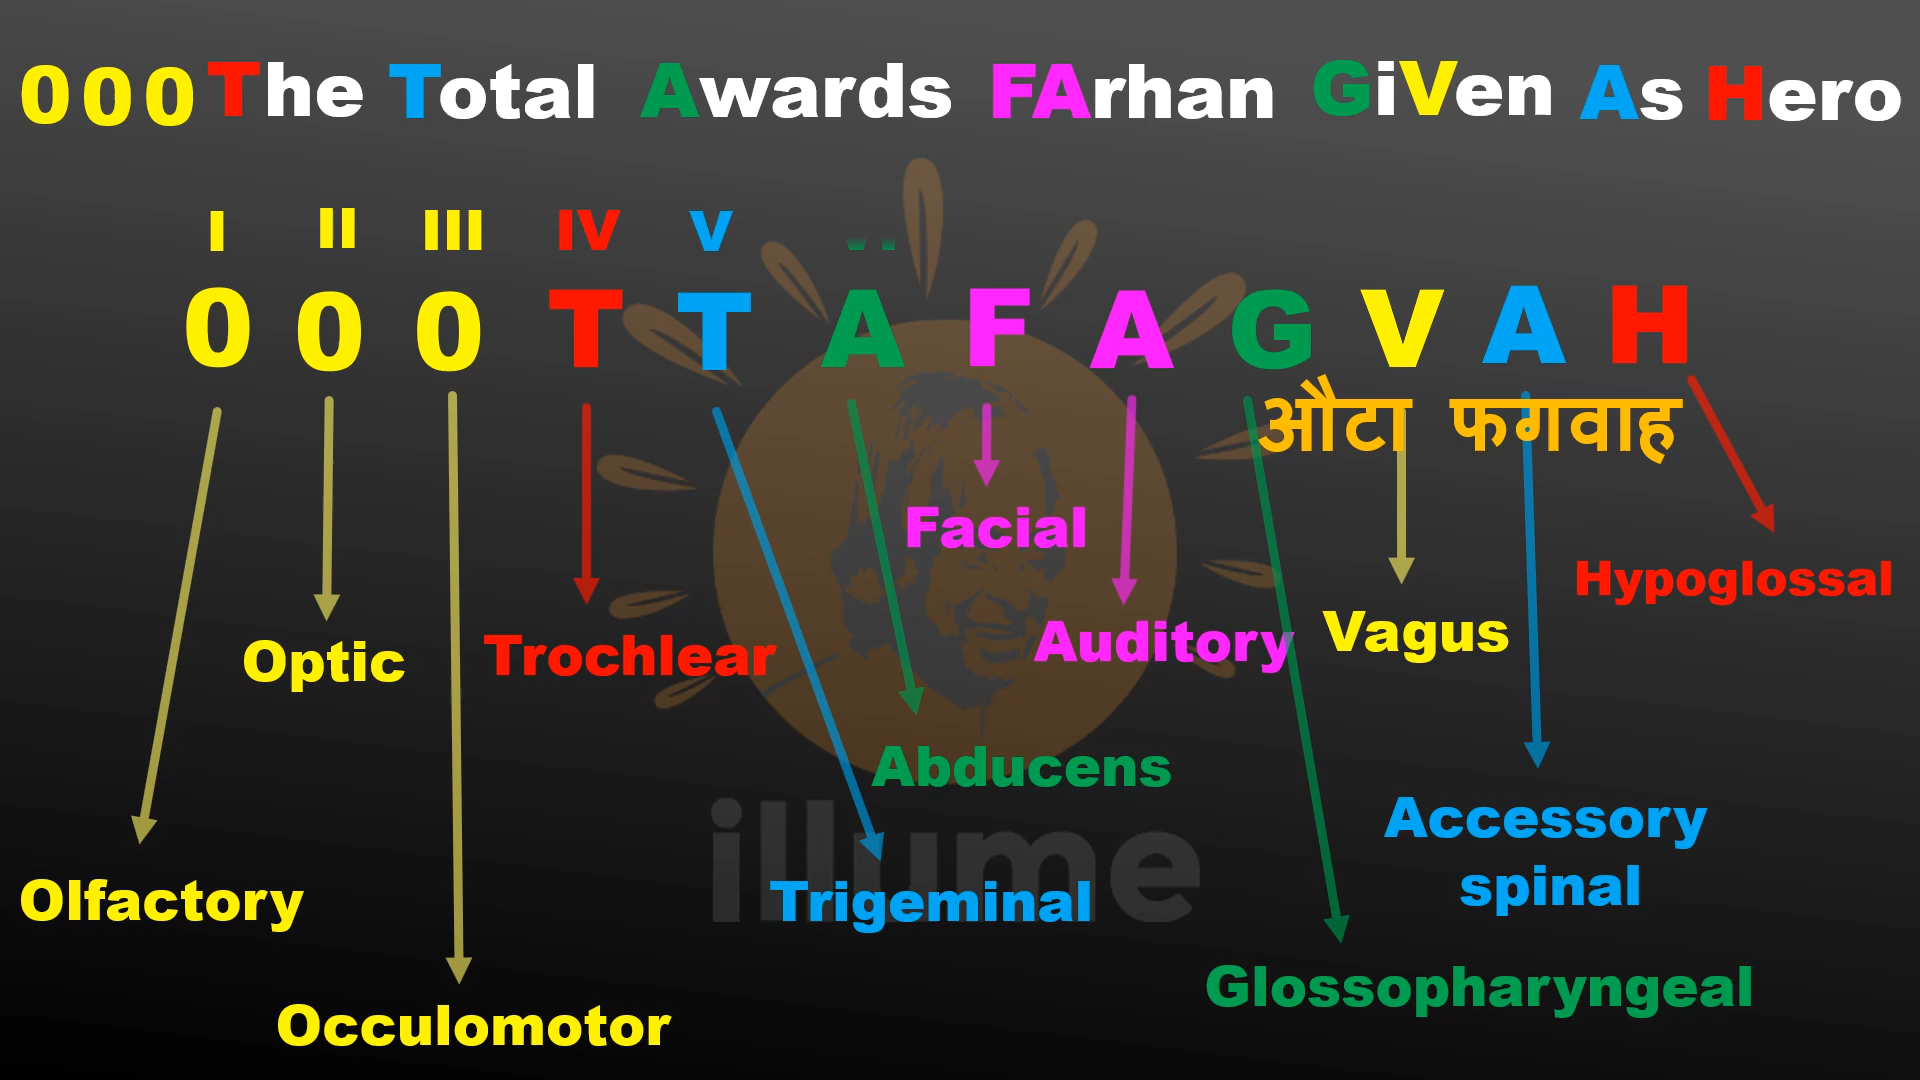 000 The Total Awards FArhan GiVen As Hero
I II III IV V
0 0 0 T T A F A G V A H
औटा फगवाह
Facial
Hypoglossal
Optic Trochlear Auditory Vagus
Abducens
Accessory
spinal
Olfactory Trigeminal
Glossopharyngeal
Occulomotor
illume